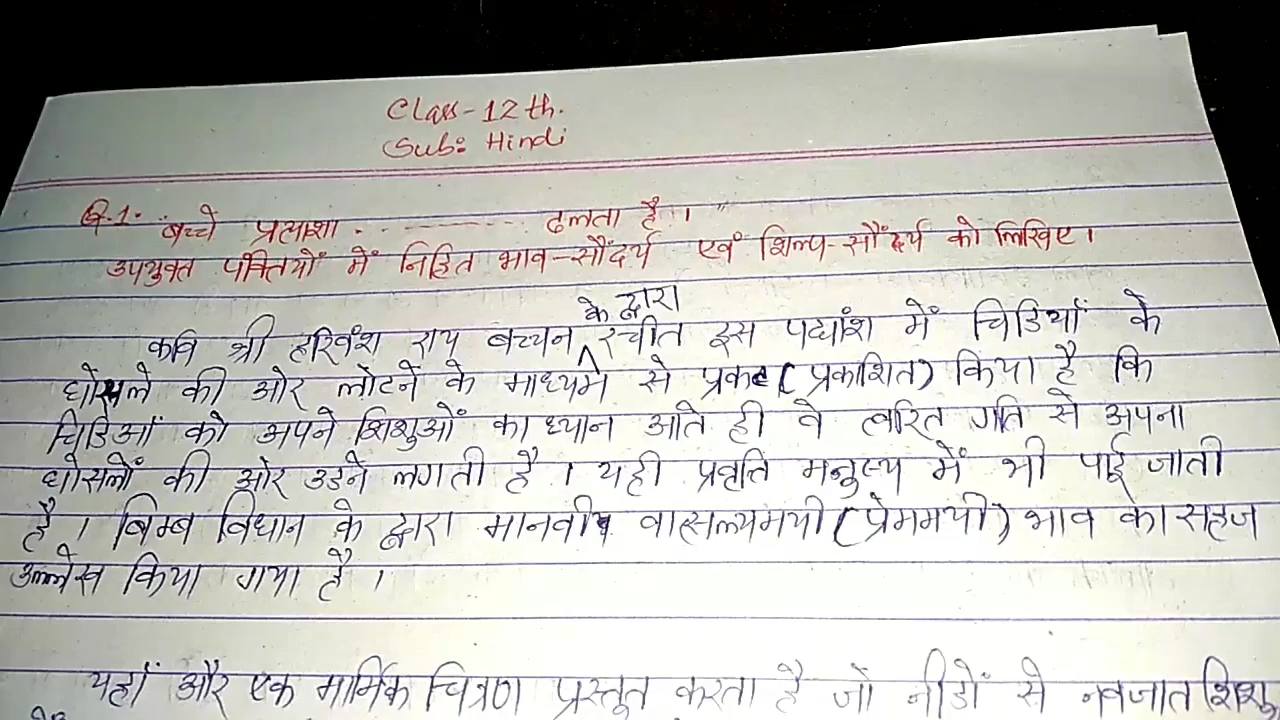 Class-12th.
Sub: Hindi
Q.1. बच्चे प्रत्याशा - - - - - - - - ढलता है।
उपयुक्त पंक्तियों में निहित भाव-सौंदर्य एवं शिल्प-सौंदर्य को लिखिए।
के द्वारा
कवि श्री हरिवंश राय बच्चन ^ रचीत इस पद्यांश में चिडियों के
घोंसले की ओर लोटनें के माध्यम से प्रकट (प्रकाशित) किया है कि
चिडिओं को अपने शिशुओं का ध्यान आते ही वे त्वरित गति से अपना
घोसलों की ओर उडने लगती है। यही प्रवृत्ति मनुष्य में भी पाई जाती
है। बिम्ब विधान के द्वारा मानवीय वात्सल्यमयी (प्रेममयी) भाव का सहज
उल्लेख किया गया है।
यहाँ और एक मार्मिक चित्रण प्रस्तुत करता है जो नीडों से नवजात शिशु